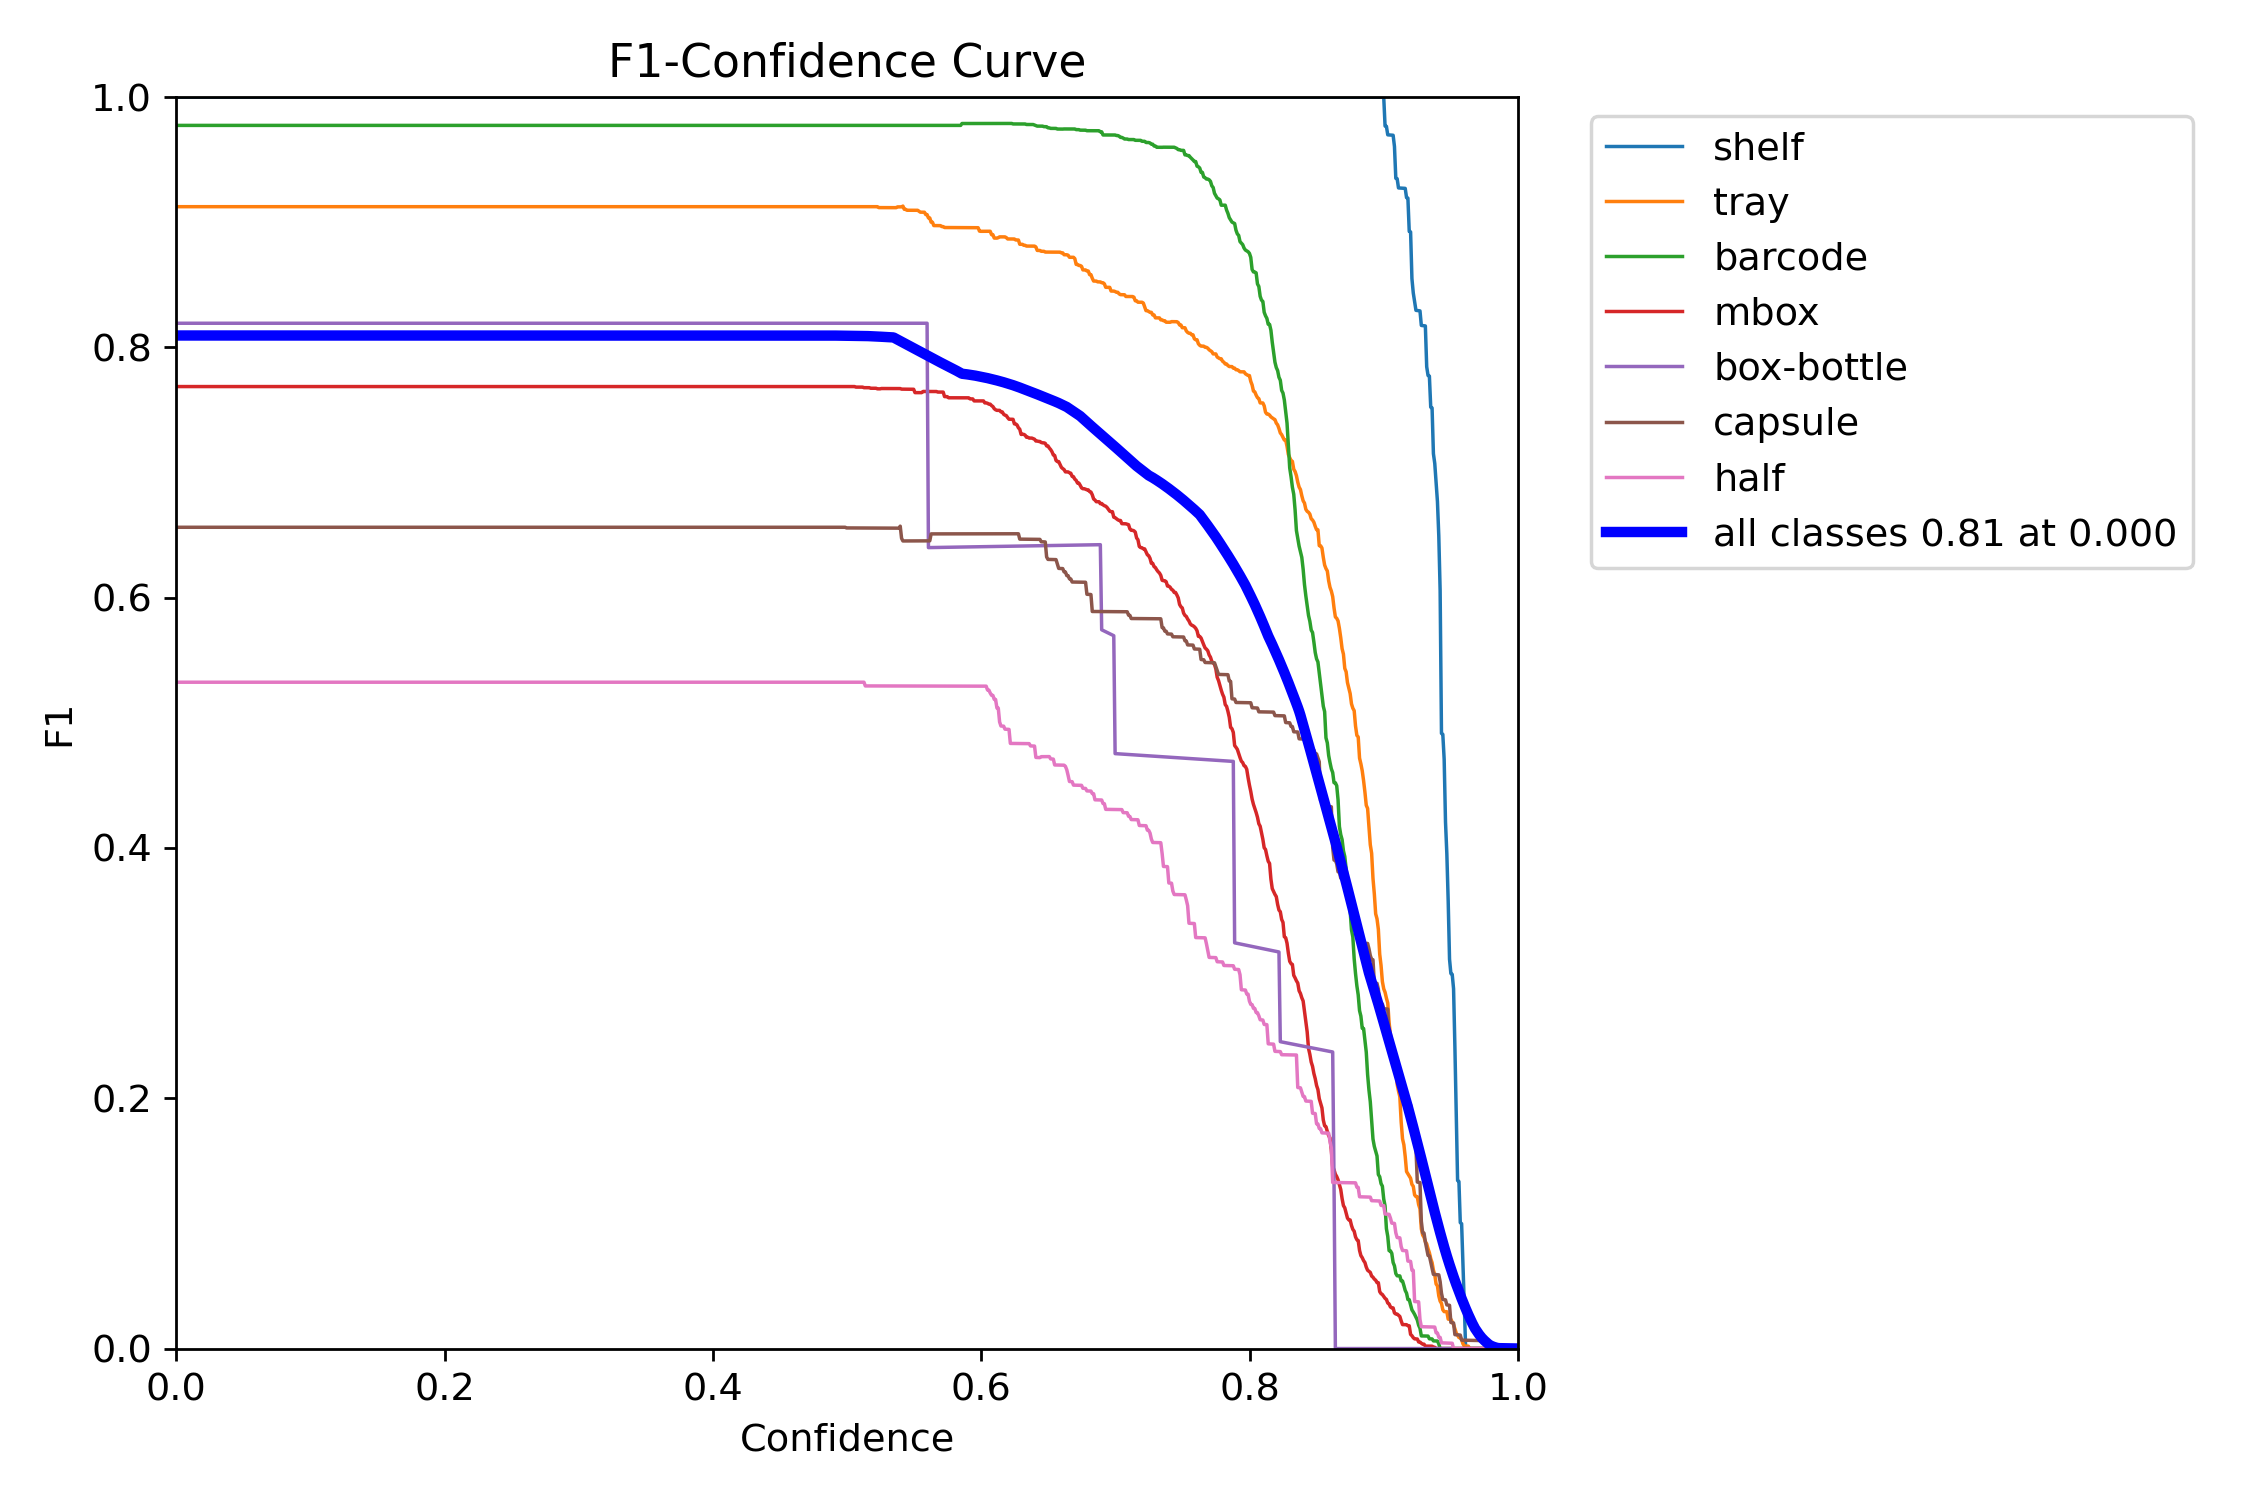 F1-Confidence Curve
1.0
0.8
0.6
0.4
0.2
0.0
F1
0.0 0.2 0.4 0.6 0.8 1.0
Confidence
shelf
tray
barcode
mbox
box-bottle
capsule
half
all classes 0.81 at 0.000